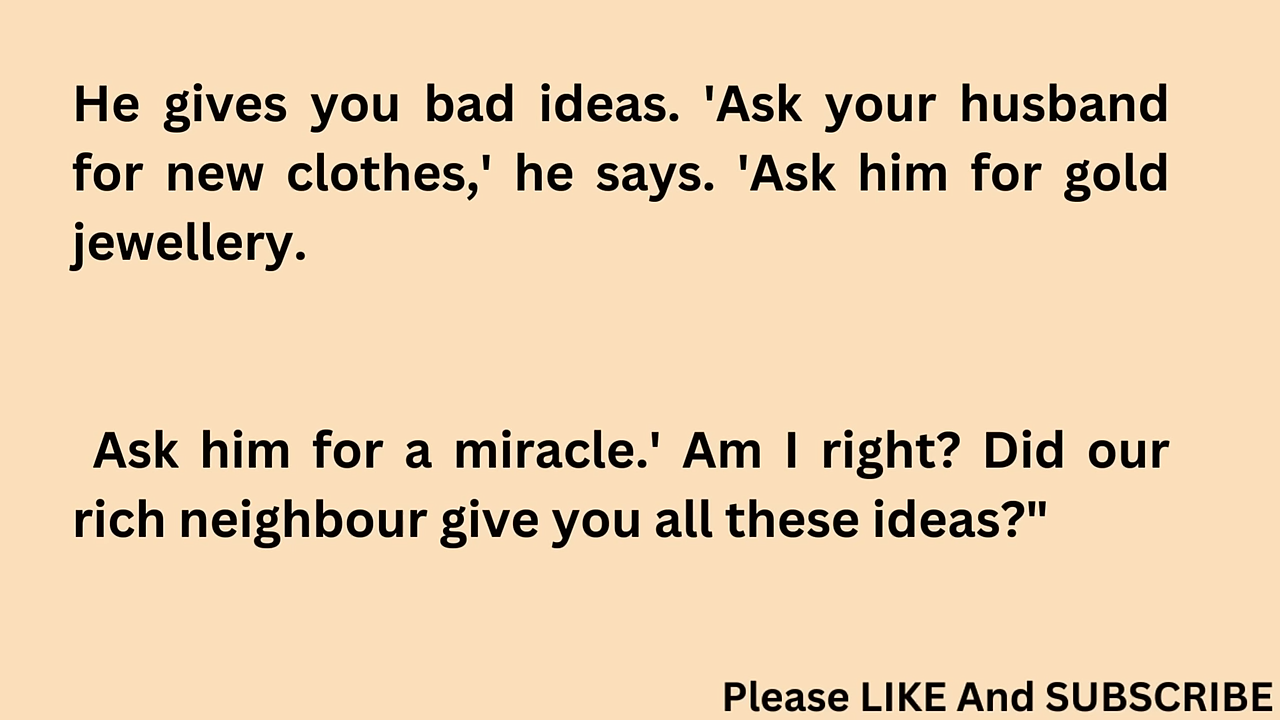 He gives you bad ideas. 'Ask your husband
for new clothes,' he says. 'Ask him for gold
jewellery.
Ask him for a miracle.' Am I right? Did our
rich neighbour give you all these ideas?"
Please LIKE And SUBSCRIBE